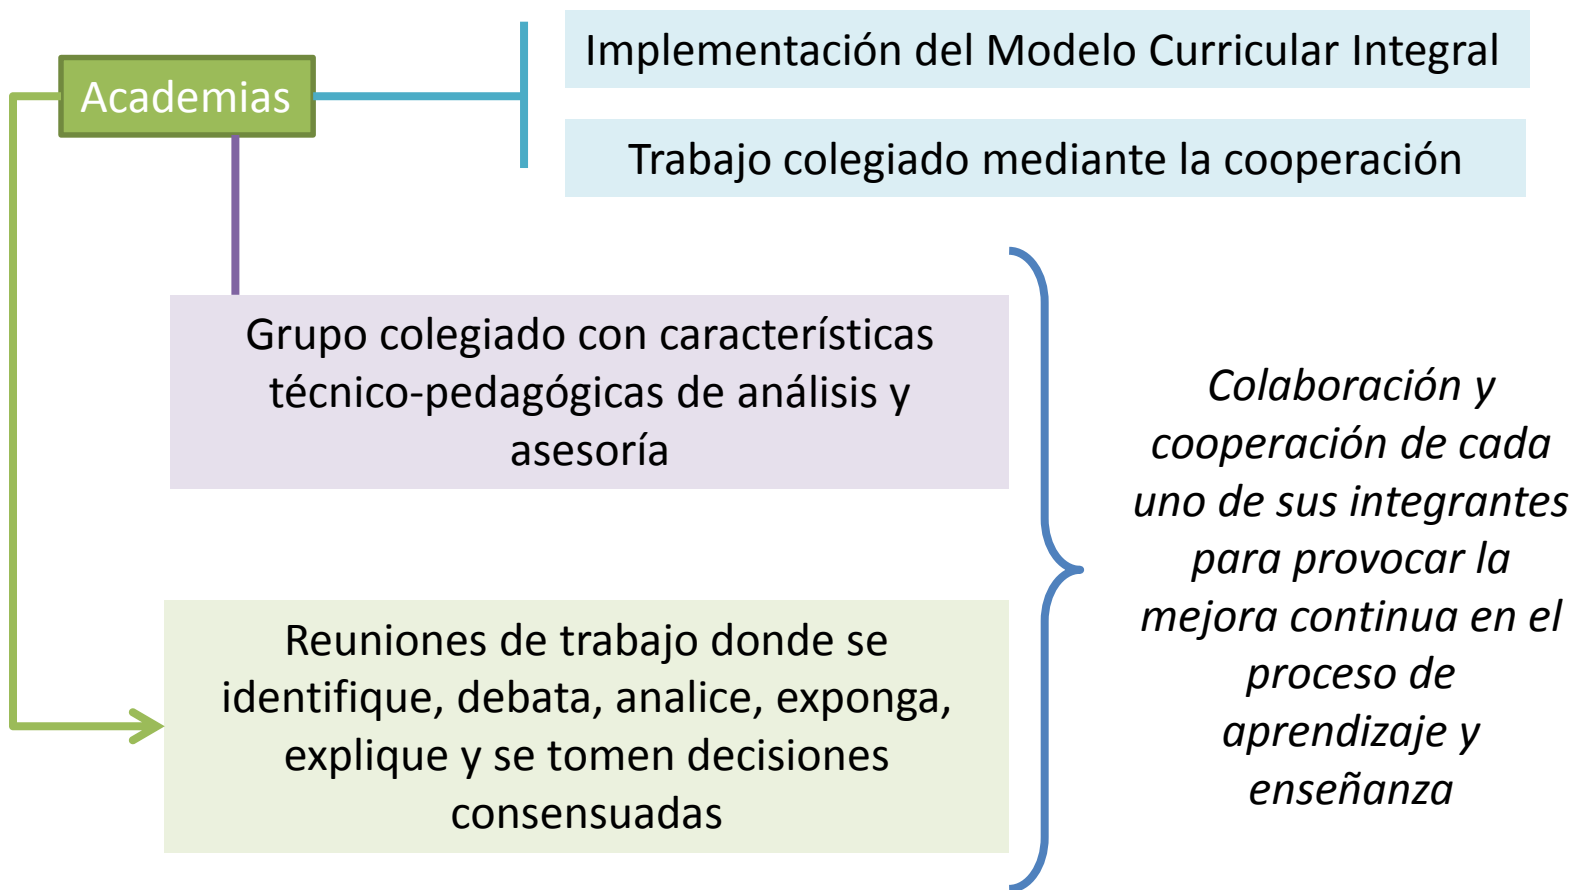 Academias
Implementación del Modelo Curricular Integral
Trabajo colegiado mediante la cooperación
Grupo colegiado con características
técnico-pedagógicas de análisis y
asesoría
Reuniones de trabajo donde se
identifique, debata, analice, exponga,
explique y se tomen decisiones
consensuadas
Colaboración y
cooperación de cada
uno de sus integrantes
para provocar la
mejora continua en el
proceso de
aprendizaje y
enseñanza